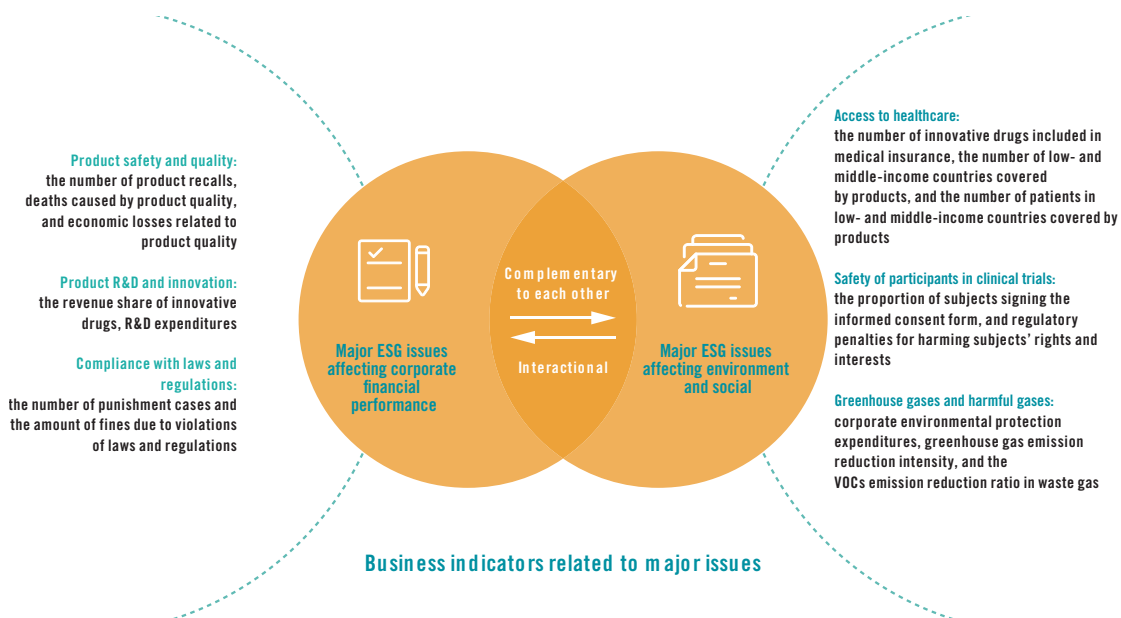 Product safety and quality:
the number of product recalls,
deaths caused by product quality,
and economic losses related to
product quality
Product R&D and innovation:
the revenue share of innovative
drugs, R&D expenditures
Compliance with laws and
regulations:
the number of punishment cases and
the amount of fines due to violations
of laws and regulations
Major ESG issues
affecting corporate
financial
performance
Complementary
to each other
Interactional
Major ESG issues
affecting environment
and social
Access to healthcare:
the number of innovative drugs included in
medical insurance, the number of low- and
middle-income countries covered
by products, and the number of patients in
low- and middle-income countries covered by
products
Safety of participants in clinical trials:
the proportion of subjects signing the
informed consent form, and regulatory
penalties for harming subjects' rights and
interests
Greenhouse gases and harmful gases:
corporate environmental protection
expenditures, greenhouse gas emission
reduction intensity, and the
VOCs emission reduction ratio in waste gas
Business indicators related to major issues